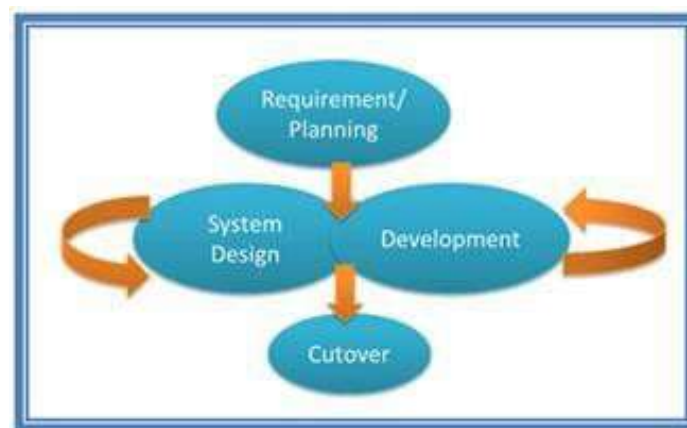 Requirement/
Planning
System
Design
Development
Cutover